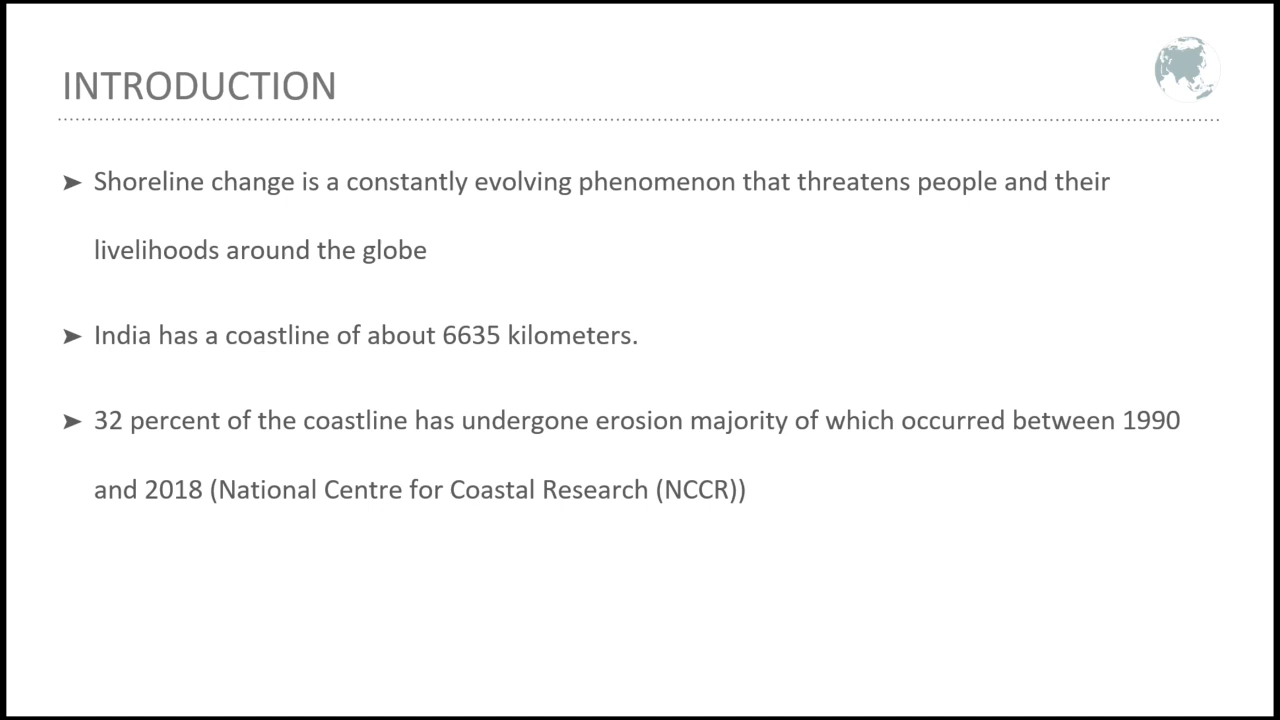 INTRODUCTION
➤ Shoreline change is a constantly evolving phenomenon that threatens people and their
livelihoods around the globe
➤ India has a coastline of about 6635 kilometers.
➤ 32 percent of the coastline has undergone erosion majority of which occurred between 1990
and 2018 (National Centre for Coastal Research (NCCR))